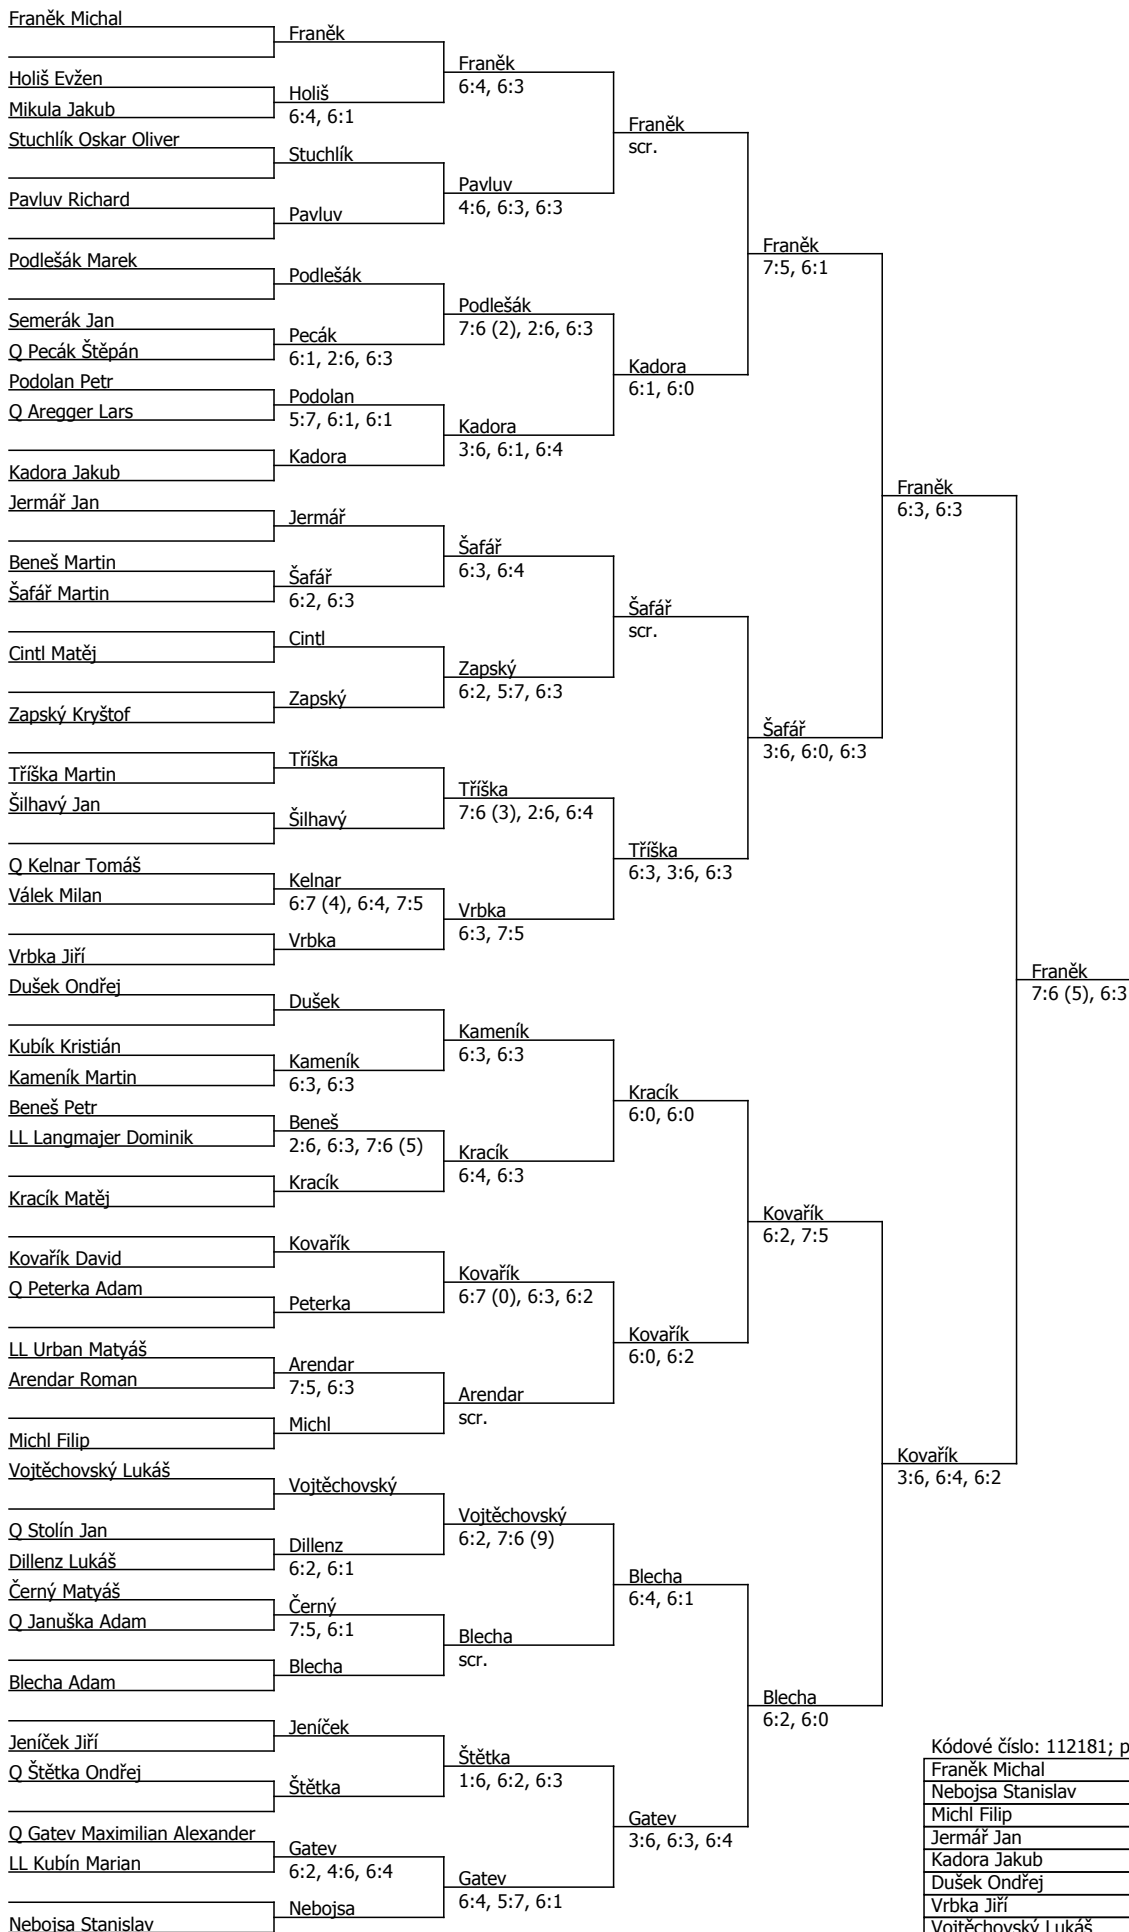 Franěk Michal
Holiš Evžen
Mikula Jakub
Stuchlík Oskar Oliver
Pavluv Richard
Podlešák Marek
Semerák Jan
Q Pecák Štěpán
Podolan Petr
Q Aregger Lars
Kadora Jakub
Jermář Jan
Beneš Martin
Šafář Martin
Cintl Matěj
Zapský Kryštof
Tříška Martin
Šilhavý Jan
Q Kelnar Tomáš
Válek Milan
Vrbka Jiří
Dušek Ondřej
Kubík Kristián
Kameník Martin
Beneš Petr
LL Langmajer Dominik
Kracík Matěj
Kovařík David
Q Peterka Adam
LL Urban Matyáš
Arendar Roman
Michl Filip
Vojtěchovský Lukáš
Q Stolín Jan
Dillenz Lukáš
Černý Matyáš
Q Januška Adam
Blecha Adam
Jeníček Jiří
Q Štětka Ondřej
Q Gatev Maximilian Alexander
LL Kubín Marian
Nebojsa Stanislav
Franěk
Holiš
6:4, 6:1
Stuchlík
Pavluv
Podlešák
Pecák
6:1, 2:6, 6:3
Podolan
5:7, 6:1, 6:1
Kadora
Jermář
Šafář
6:2, 6:3
Cintl
Zapský
Tříška
Šilhavý
Kelnar
6:7 (4), 6:4, 7:5
Vrbka
Dušek
Kameník
6:3, 6:3
Beneš
2:6, 6:3, 7:6 (5)
Kracík
Kovařík
Peterka
Arendar
7:5, 6:3
Michl
Vojtěchovský
Dillenz
6:2, 6:1
Černý
7:5, 6:1
Blecha
Jeníček
Štětka
Gatev
6:2, 4:6, 6:4
Nebojsa
Franěk
6:4, 6:3
Pavluv
4:6, 6:3, 6:3
Podlešák
7:6 (2), 2:6, 6:3
Kadora
3:6, 6:1, 6:4
Šafář
6:3, 6:4
Zapský
6:2, 5:7, 6:3
Tříška
7:6 (3), 2:6, 6:4
Vrbka
6:3, 7:5
Kameník
6:3, 6:3
Kracík
6:4, 6:3
Kovařík
6:7 (0), 6:3, 6:2
Arendar
scr.
Vojtěchovský
6:2, 7:6 (9)
Blecha
scr.
Štětka
1:6, 6:2, 6:3
Gatev
6:4, 5:7, 6:1
Franěk
scr.
Kadora
6:1, 6:0
Šafář
scr.
Tříška
6:3, 3:6, 6:3
Kracík
6:0, 6:0
Kovařík
6:0, 6:2
Blecha
6:4, 6:1
Gatev
3:6, 6:3, 6:4
Franěk
7:5, 6:1
Šafář
3:6, 6:0, 6:3
Kovařík
6:2, 7:5
Blecha
6:2, 6:0
Franěk
6:3, 6:3
Kovařík
3:6, 6:4, 6:2
Franěk
7:6 (5), 6:3
Kódové číslo: 112181; p
Franěk Michal
Nebojsa Stanislav
Michl Filip
Jermář Jan
Kadora Jakub
Dušek Ondřej
Vrbka Jiří
Vojtěchovský Lukáš